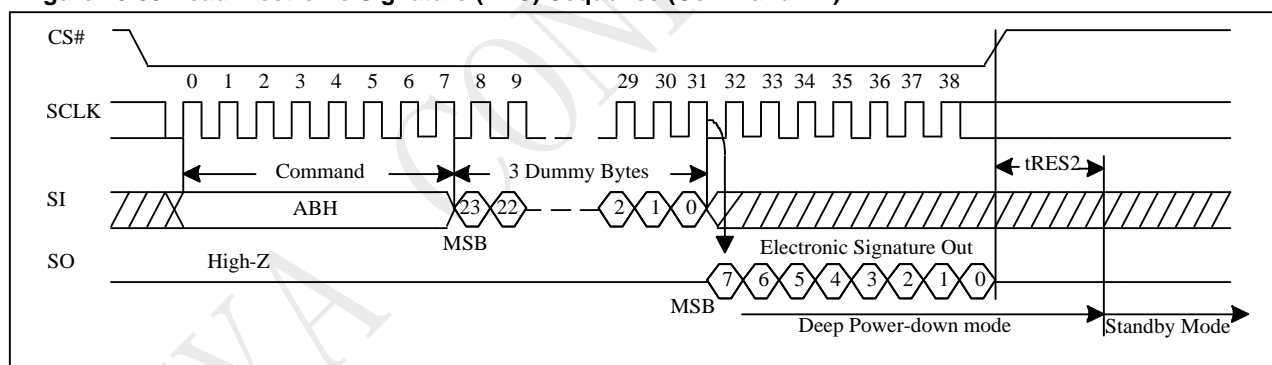 CS#
0 1 2 3 4 5 6 7 8 9 29 30 31 32 33 34 35 36 37 38
SCLK
Command 3 Dummy Bytes tRES2
SI ABH 23 22 2 1 0
MSB
Electronic Signature Out
SO High-Z 7 6 5 4 3 2 1 0
MSB
Deep Power-down mode Standby Mode